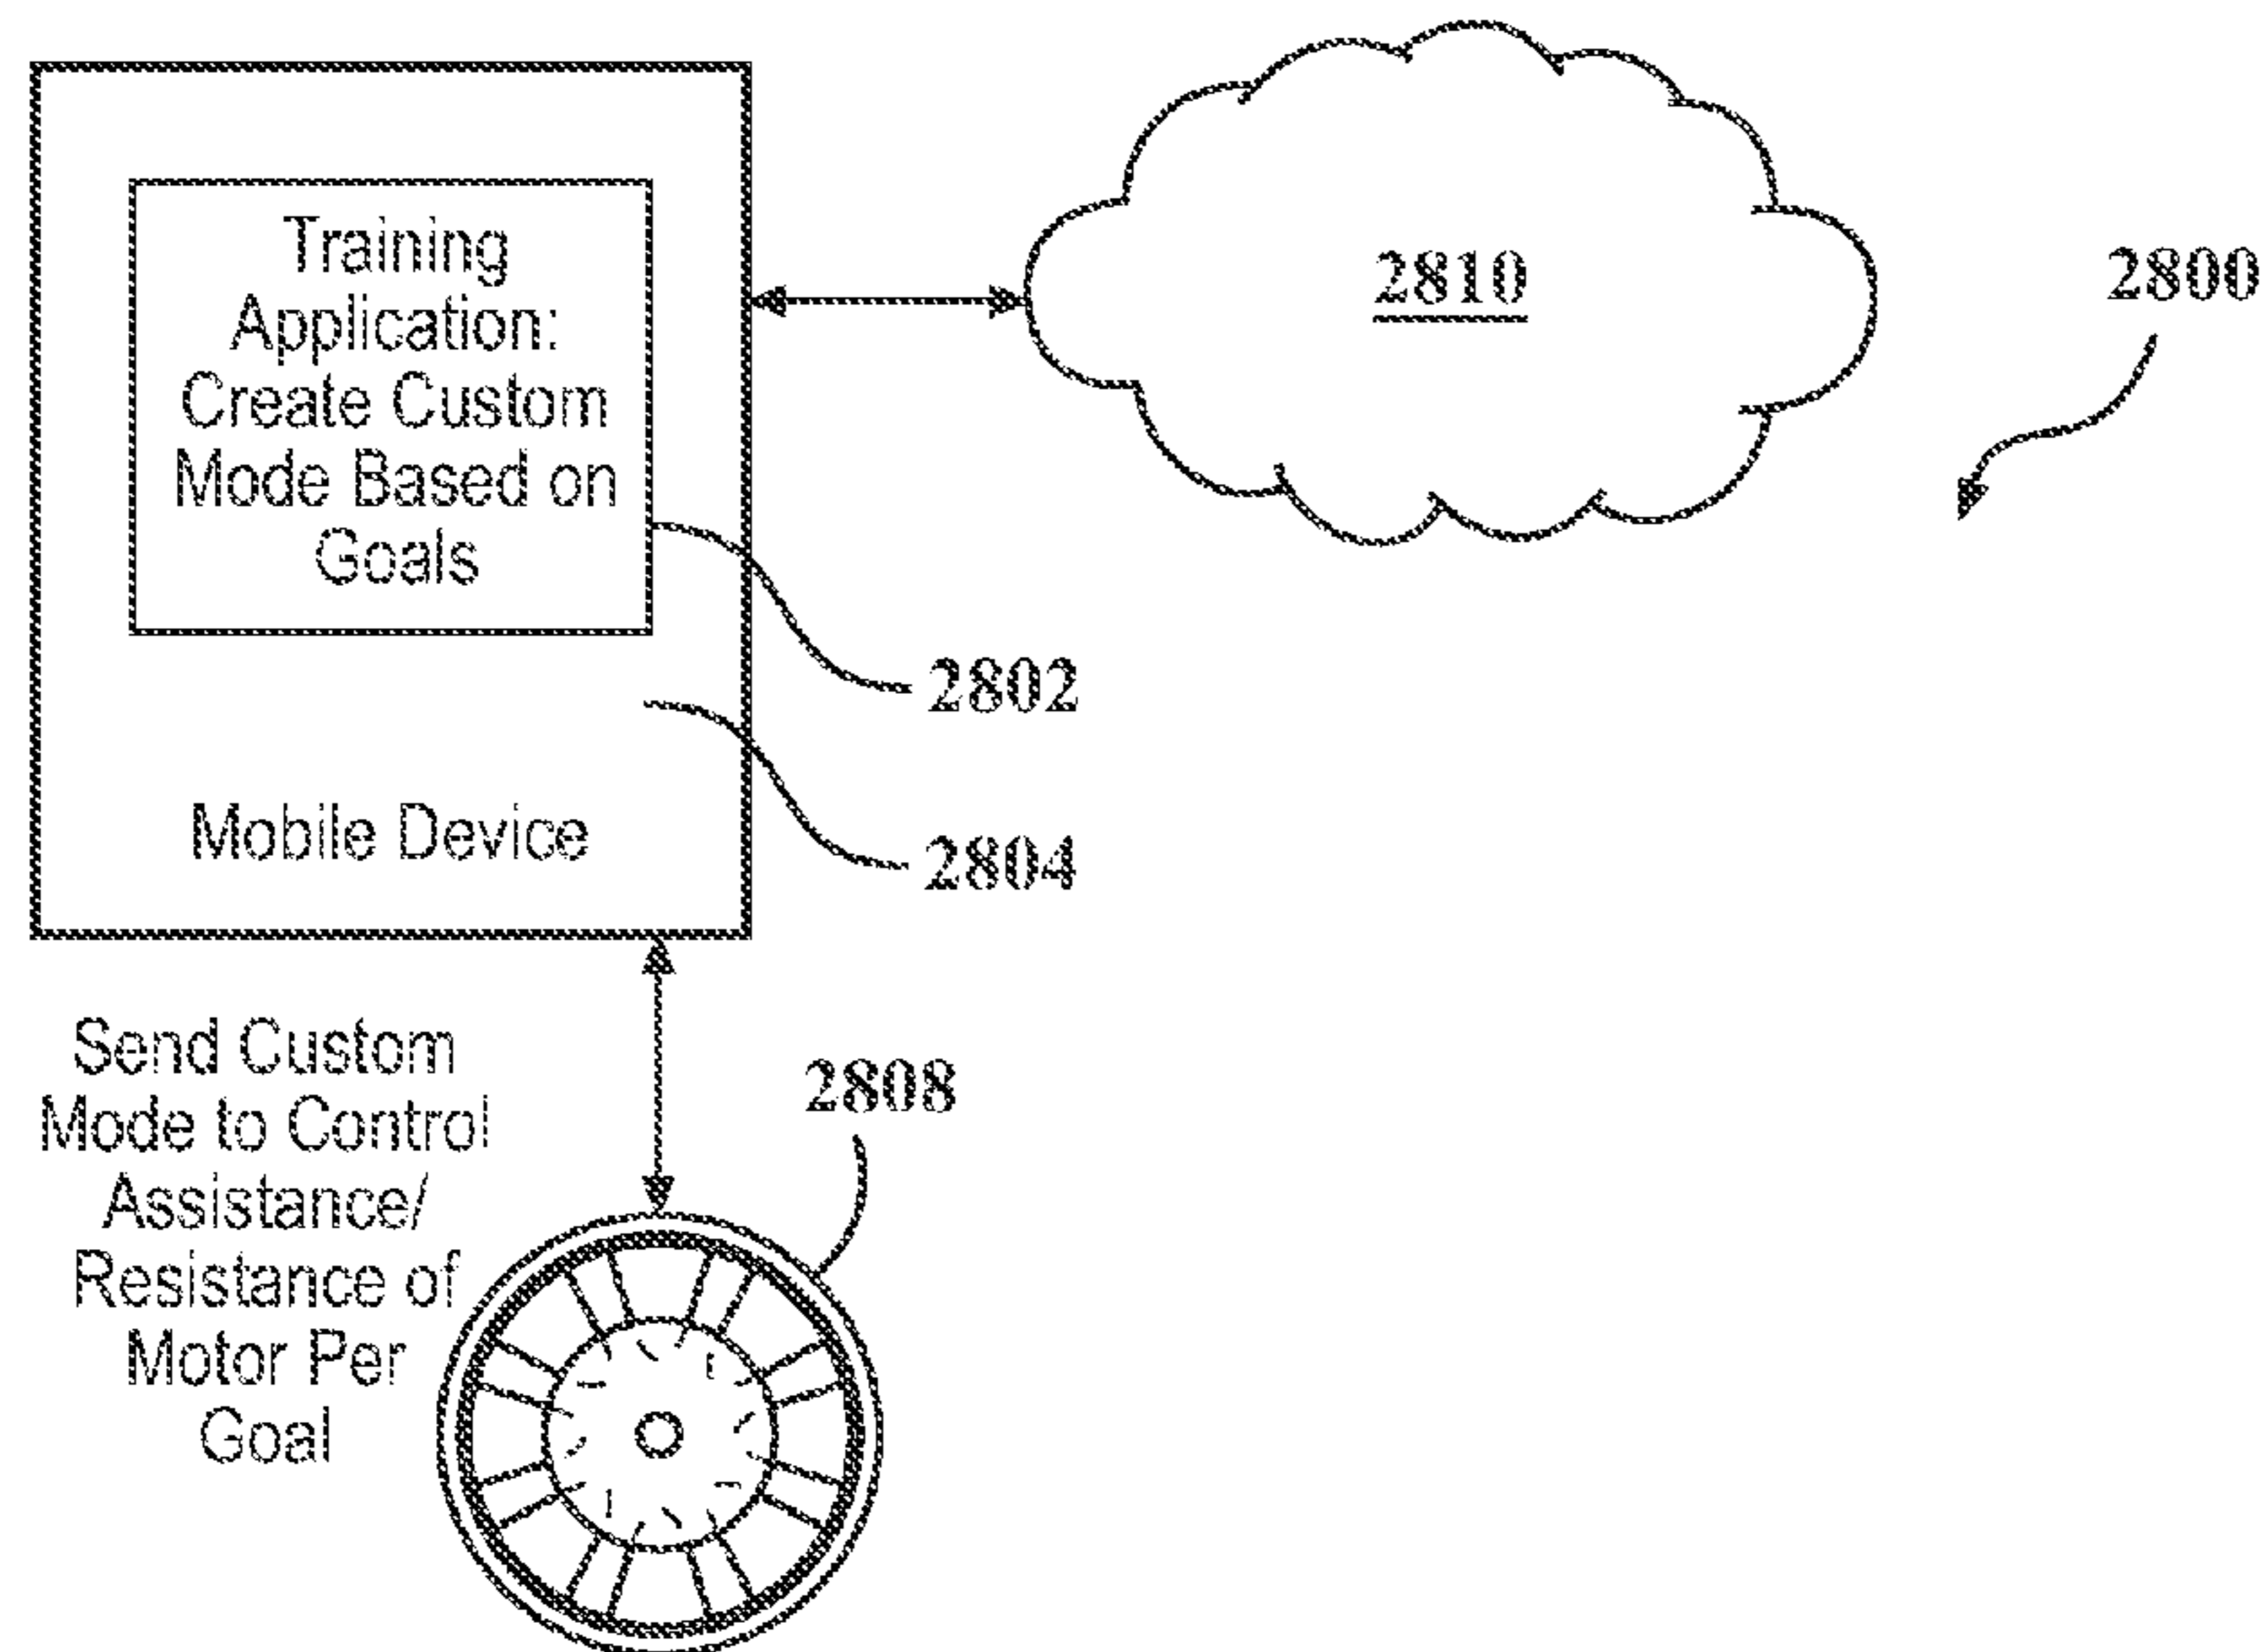 Training
Application:
Create Custom
Mode Based on
Goals
2810
2800
2802
Mobile Device
2804
Send Custom
Mode to Control
Assistance/
Resistance of
Motor Per
Goal
2808